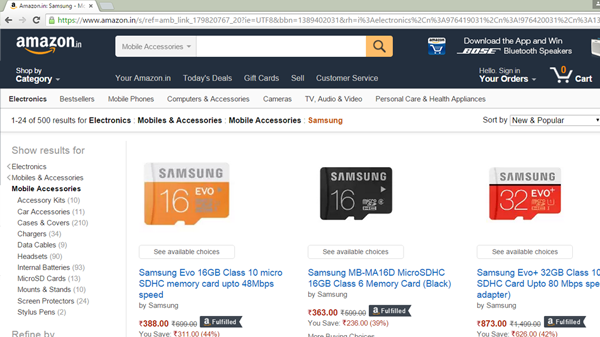 Amazon.in: Samsung - M
https://www.amazon.in/s/ref=amb_link_179820767_20?ie=UTF8&bbn=1389402031&rh=i%3Aelectronics%2Cn%3A976419031%2Cn%3A976420031%2Cn%3A13
amazon.in
Mobile Accessories
Download the App and Win
BOSE Bluetooth Speakers
Shop by
Category
Your Amazon.in Today's Deals Gift Cards Sell Customer Service
Hello. Sign in
Your Orders
0
Cart
Electronics Bestsellers Mobile Phones Computers & Accessories Cameras TV, Audio & Video Personal Care & Health Appliances
1-24 of 500 results for Electronics : Mobiles & Accessories : Mobile Accessories : Samsung
Sort by New & Popular
Show results for
Electronics
Mobiles & Accessories
Mobile Accessories
Accessory Kits (10)
Car Accessories (11)
Cases & Covers (210)
Chargers (34)
Data Cables (9)
Headsets (90)
Internal Batteries (93)
MicroSD Cards (13)
Mounts & Stands (10)
Screen Protectors (24)
Stylus Pens (2)
Refine by
SAMSUNG
16 EVO
See available choices
Samsung Evo 16GB Class 10 micro
SDHC memory card upto 48Mbps
speed
by Samsung
₹388.00 ₹699.00 Fulfilled
You Save: ₹311.00 (44%)
SAMSUNG
16
See available choices
Samsung MB-MA16D MicroSDHC
16GB Class 6 Memory Card (Black)
by Samsung
₹363.00 ₹599.00 Fulfilled
You Save: ₹236.00 (39%)
More Buying Choices
SAMSUNG
32 EVO+
See available choices
Samsung Evo+ 32GB Class 10
SDHC Card Upto 80 Mbps spe
adapter)
by Samsung
₹873.00 ₹1,499.00 Fulfilled
You Save: ₹626.00 (42%)